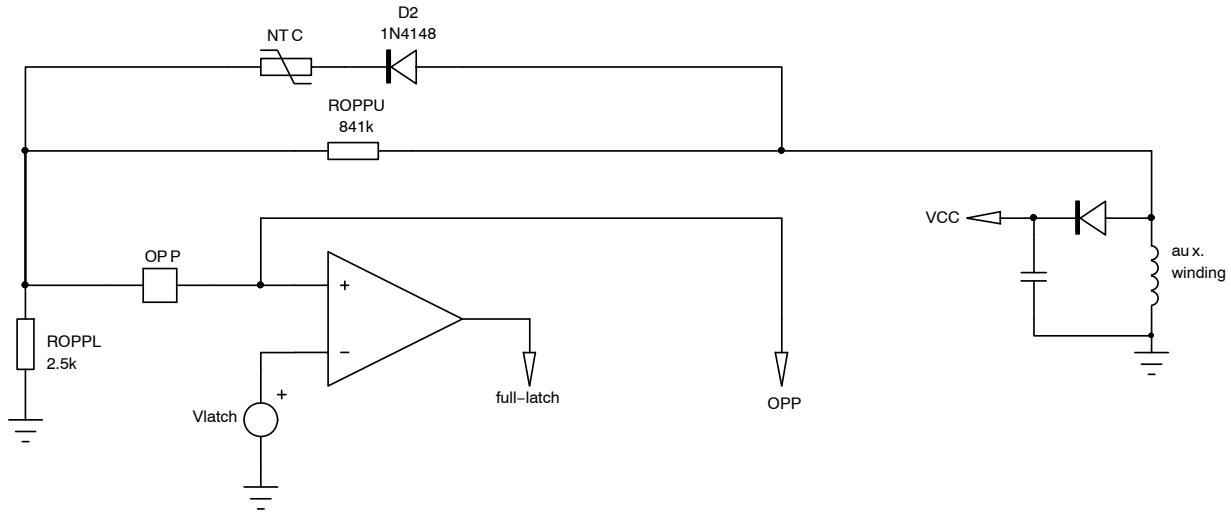 D2
1N4148
NTC
ROPPU
841k
VCC
aux.
winding
OPP
+
ROPPL
2.5k
−
+
Vlatch
full−latch
OPP